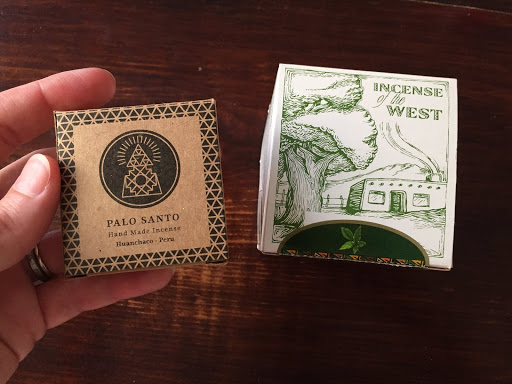 PALO SANTO
Hand Made Incense
Huanchaco - Peru
INCENSE
of the
WEST